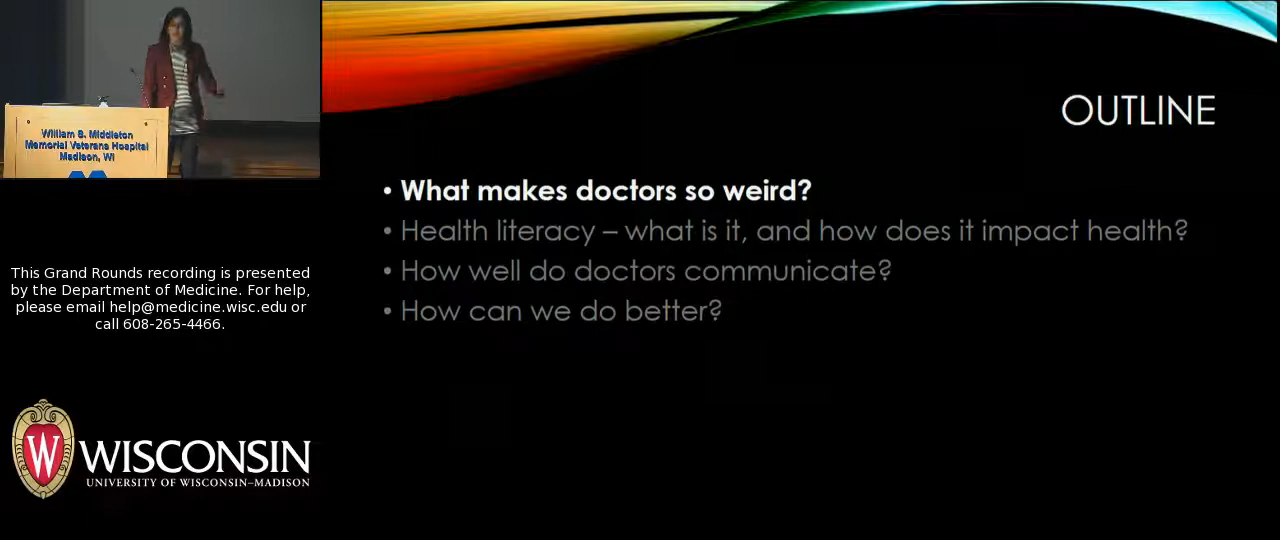 William S. Middleton
Memorial Veterans Hospital
Madison, WI
OUTLINE
• What makes doctors so weird?
• Health literacy – what is it, and how does it impact health?
• How well do doctors communicate?
• How can we do better?
This Grand Rounds recording is presented
by the Department of Medicine. For help,
please email help@medicine.wisc.edu or
call 608-265-4466.
W
WISCONSIN
UNIVERSITY OF WISCONSIN–MADISON